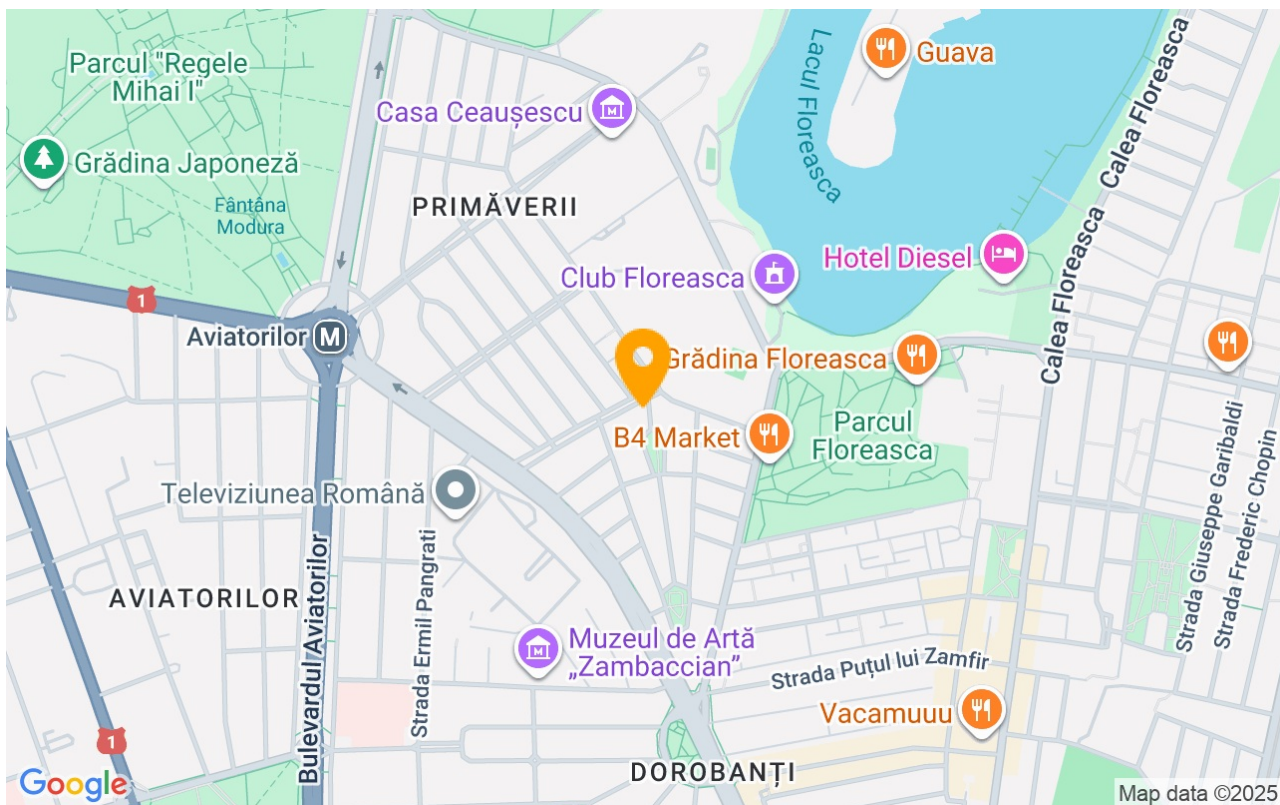 Parcul "Regele
Mihai I"
Grădina Japoneză
Fântâna
Modura
Casa Ceaușescu
PRIMĂVERII
Lacul Floreasca
Guava
Calea Floreasca
Calea Floreasca
Hotel Diesel
Club Floreasca
1
Aviatorilor
M
Grădina Floreasca
Calea Floreasca
B4 Market
Parcul
Floreasca
Televiziunea Română
Strada Giuseppe Garibaldi
Strada Frederic Chopin
AVIATORILOR
Bulevardul Aviatorilor
Strada Ermil Pangrati
Muzeul de Artă
„Zambaccian”
Strada Puțul lui Zamfir
Vacamuuu
1
DOROBANȚI
Google
Map data ©2025